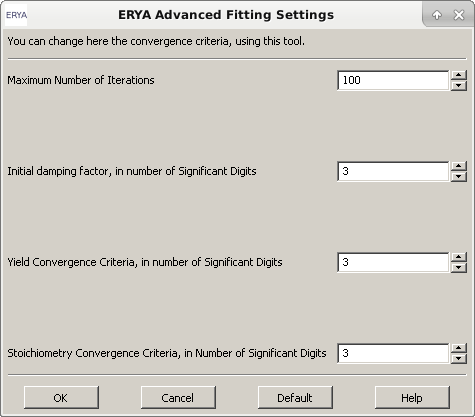 ERYA
ERYA Advanced Fitting Settings
You can change here the convergence criteria, using this tool.
Maximum Number of Iterations
100
Initial damping factor, in number of Significant Digits
3
Yield Convergence Criteria, in number of Significant Digits
3
Stoichiometry Convergence Criteria, in Number of Significant Digits
3
OK
Cancel
Default
Help